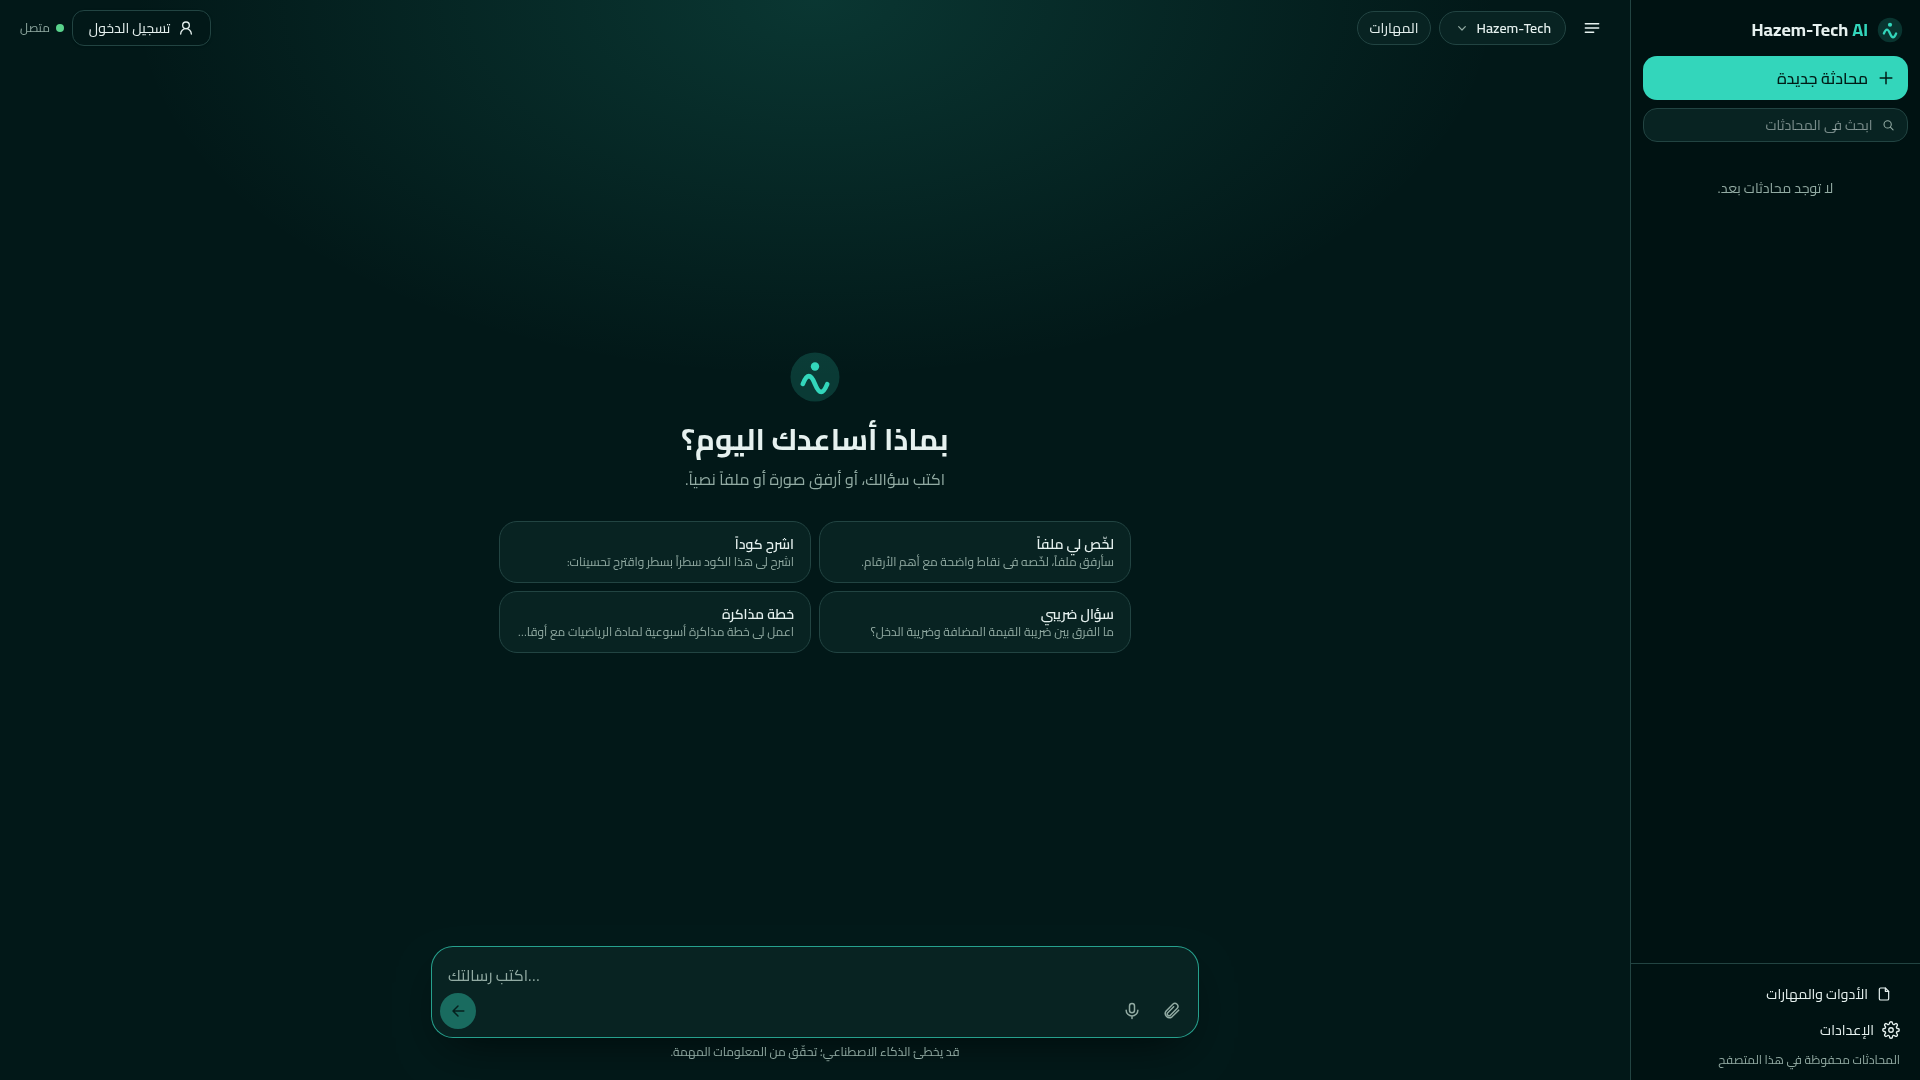 Hazem-Tech AI
محادثة جديدة
ابحث في المحادثات
لا توجد محادثات بعد.
الأدوات والمهارات
الإعدادات
المحادثات محفوظة في هذا المتصفح
Hazem-Tech
المهارات
تسجيل الدخول
متصل
بماذا أساعدك اليوم؟
اكتب سؤالك، أو أرفق صورة أو ملفاً نصياً.
لخّص لي ملفاً
سأرفق ملفاً، لخّصه في نقاط واضحة مع أهم الأرقام.
اشرح كوداً
اشرح لي هذا الكود سطراً بسطر واقترح تحسينات:
سؤال ضريبي
ما الفرق بين ضريبة القيمة المضافة وضريبة الدخل؟
خطة مذاكرة
اعمل لي خطة مذاكرة أسبوعية لمادة الرياضيات مع أوقا...
اكتب رسالتك...
قد يخطئ الذكاء الاصطناعي؛ تحقّق من المعلومات المهمة.